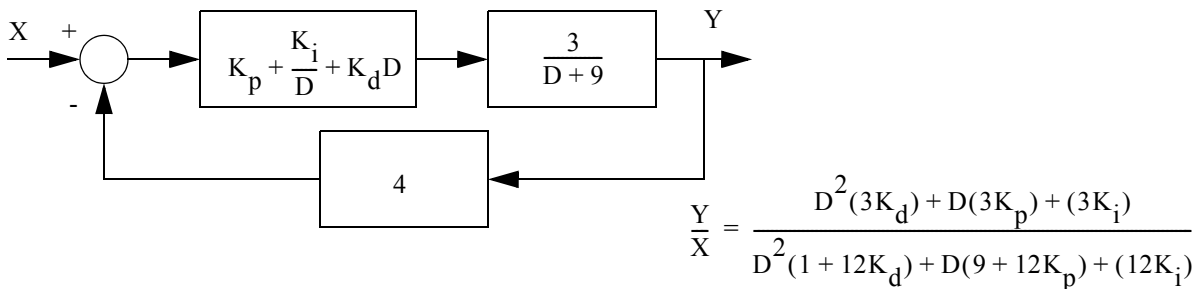 X + K_p + K_i/D + K_d D 3/(D + 9) Y
-
4
Y/X = (D^2(3K_d) + D(3K_p) + (3K_i))/(D^2(1 + 12K_d) + D(9 + 12K_p) + (12K_i))